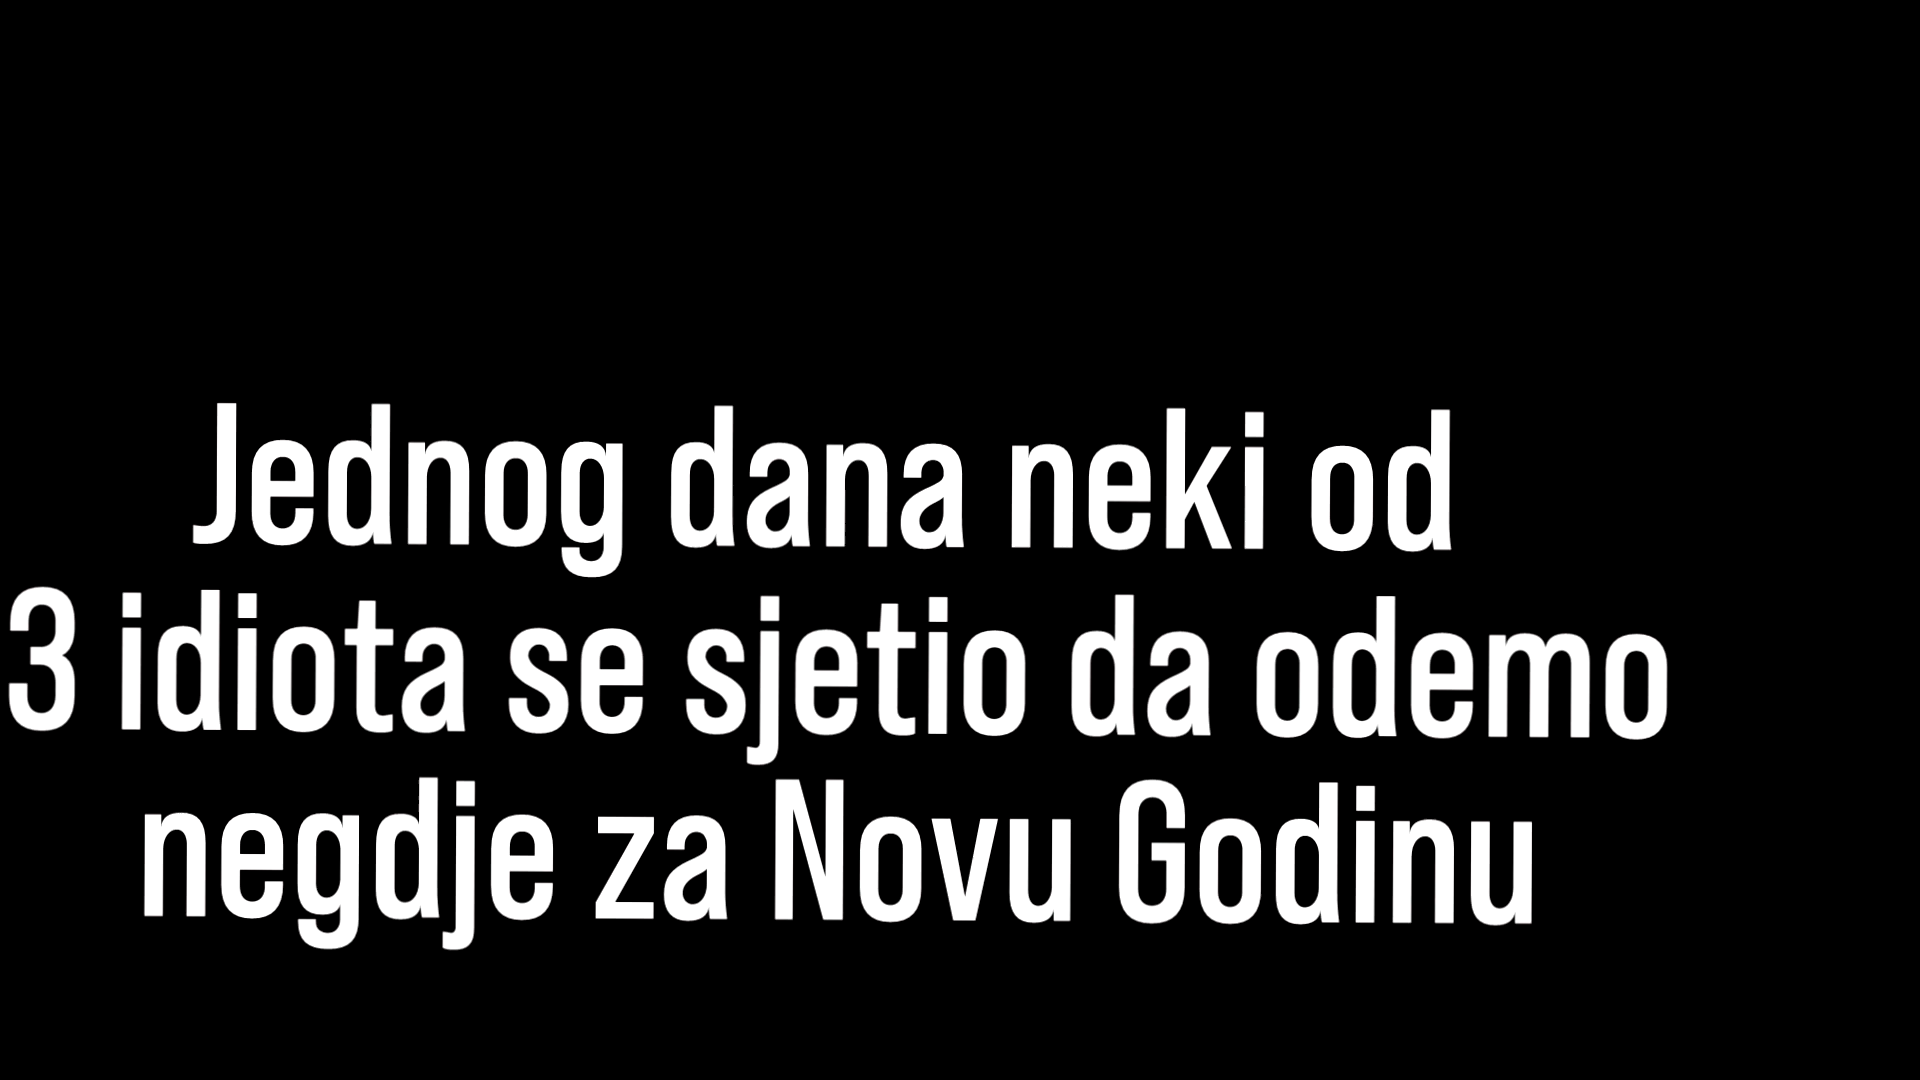 Jednog dana neki od
3 idiota se sjetio da odemo
negdje za Novu Godinu